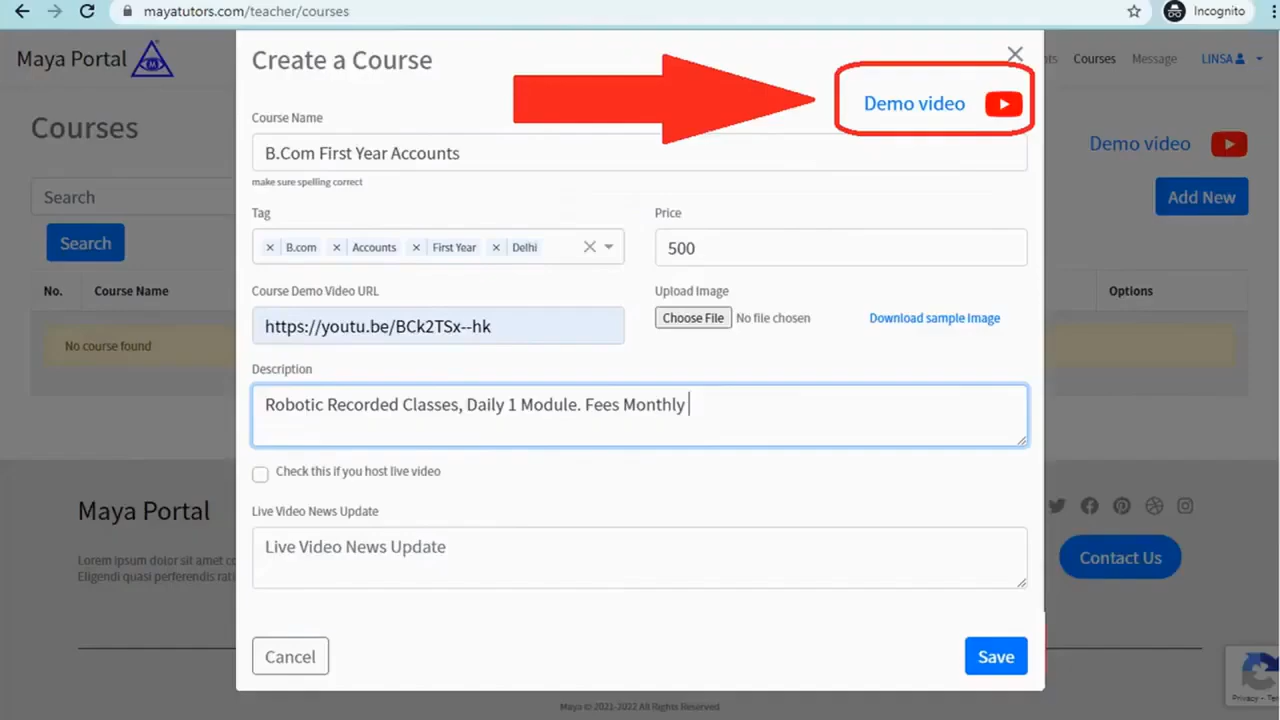 mayatutors.com/teacher/courses
Incognito
Maya Portal
Courses
Message
LINSA
Create a Course
Demo video
Courses
Course Name
B.Com First Year Accounts
make sure spelling correct
Demo video
Search
Add New
Search
Tag
Price
B.com
Accounts
First Year
Delhi
500
No.
Course Name
Options
Course Demo Video URL
Upload Image
https://youtu.be/BCk2TSx--hk
Choose File No file chosen
Download sample Image
No course found
Description
Robotic Recorded Classes, Daily 1 Module. Fees Monthly
Check this if you host live video
Live Video News Update
Live Video News Update
Maya Portal
Lorem ipsum dolor sit amet
Eligendi quasi perferendis
Contact Us
Cancel
Save
Maya © 2021-2022 All Rights Reserved